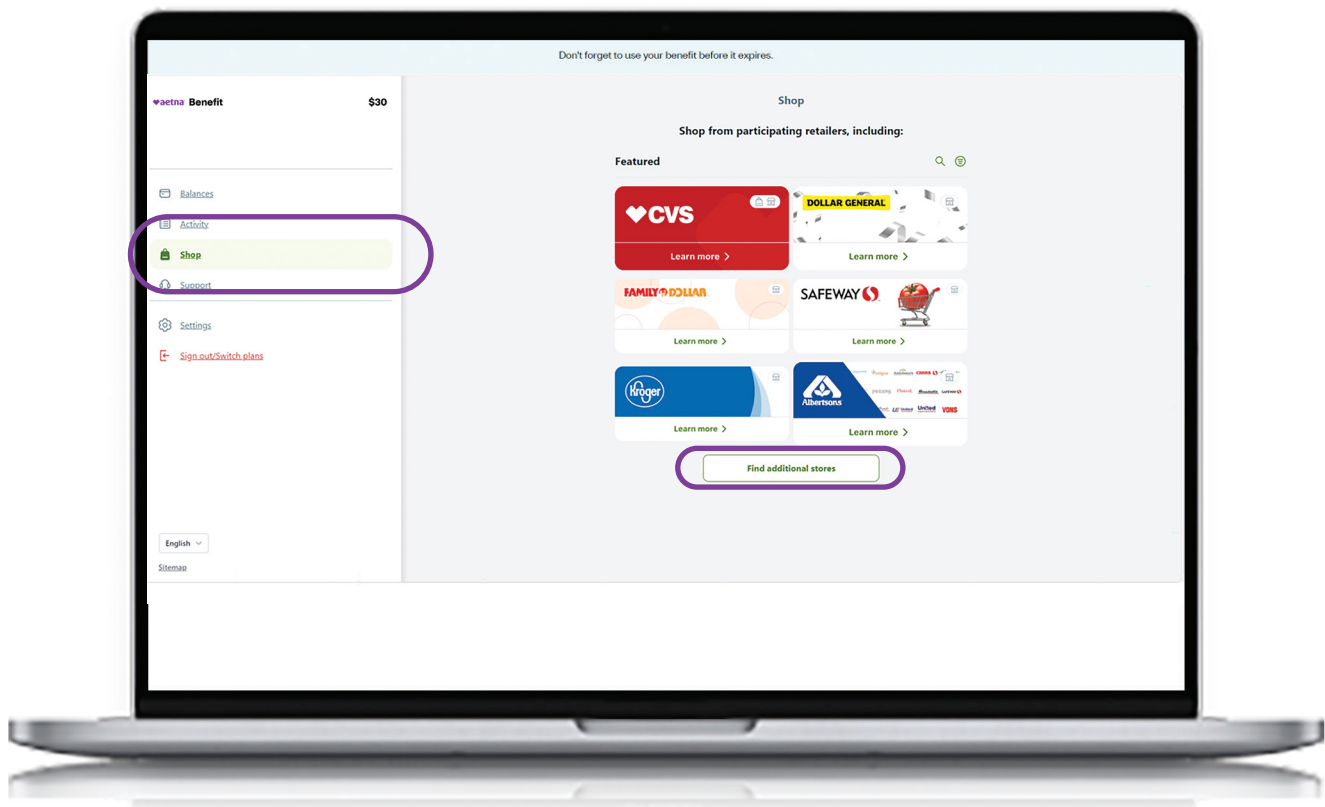 Don't forget to use your benefit before it expires.
aetna Benefit
$30
Balances
Activity
Shop
Support
Settings
Sign out/Switch plans
English
Sitemap
Shop
Shop from participating retailers, including:
Featured
CVS
Learn more >
DOLLAR GENERAL
Learn more >
FAMILY DOLLAR
Learn more >
SAFEWAY
Learn more >
Kroger
Learn more >
Albertsons
United
VONS
Learn more >
Find additional stores